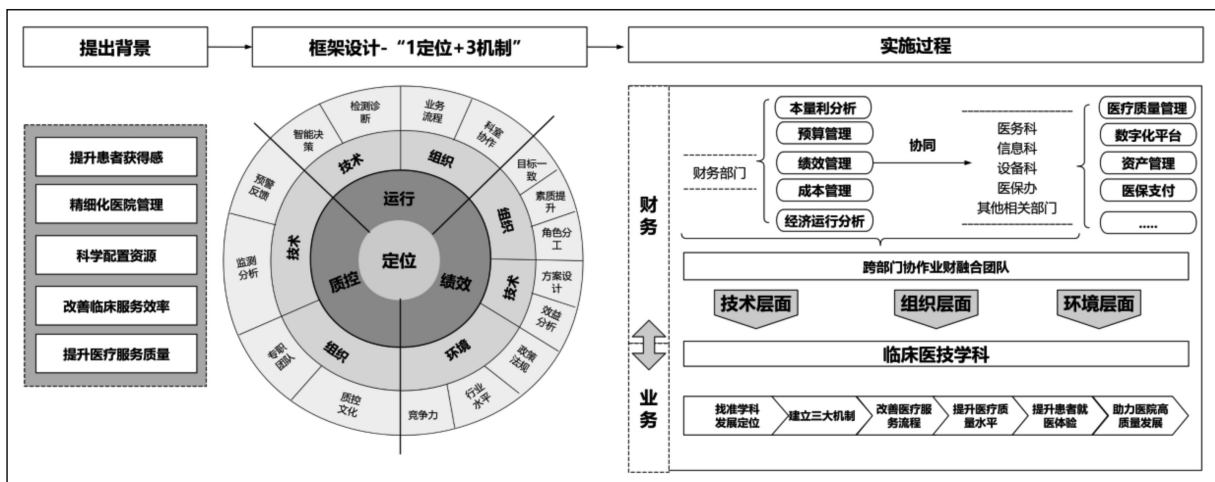 提出背景
框架设计-“1定位+3机制”
实施过程
提升患者获得感
精细化医院管理
科学配置资源
改善临床服务效率
提升医疗服务质量
定位
运行
绩效
质控
技术
组织
组织
技术
环境
组织
技术
智能决
策
检测诊
断
业务
流程
科室
协作
目标一
致
素质提
升
角色分
工
方案设
计
效益
分析
政策
法规
行业
水平
竞争力
质控
文化
专职
团队
监测
分析
预警
反馈
财务
业务
财务部门
本量利分析
预算管理
绩效管理
成本管理
经济运行分析
协同
医务科
信息科
设备科
医保办
其他相关部门
医疗质量管理
数字化平台
资产管理
医保支付
.....
跨部门协作业财融合团队
技术层面
组织层面
环境层面
临床医技学科
找准学科
发展定位
建立三大机制
改善医疗服
务流程
提升医疗质
量水平
提升患者就
医体验
助力医院高
质量发展